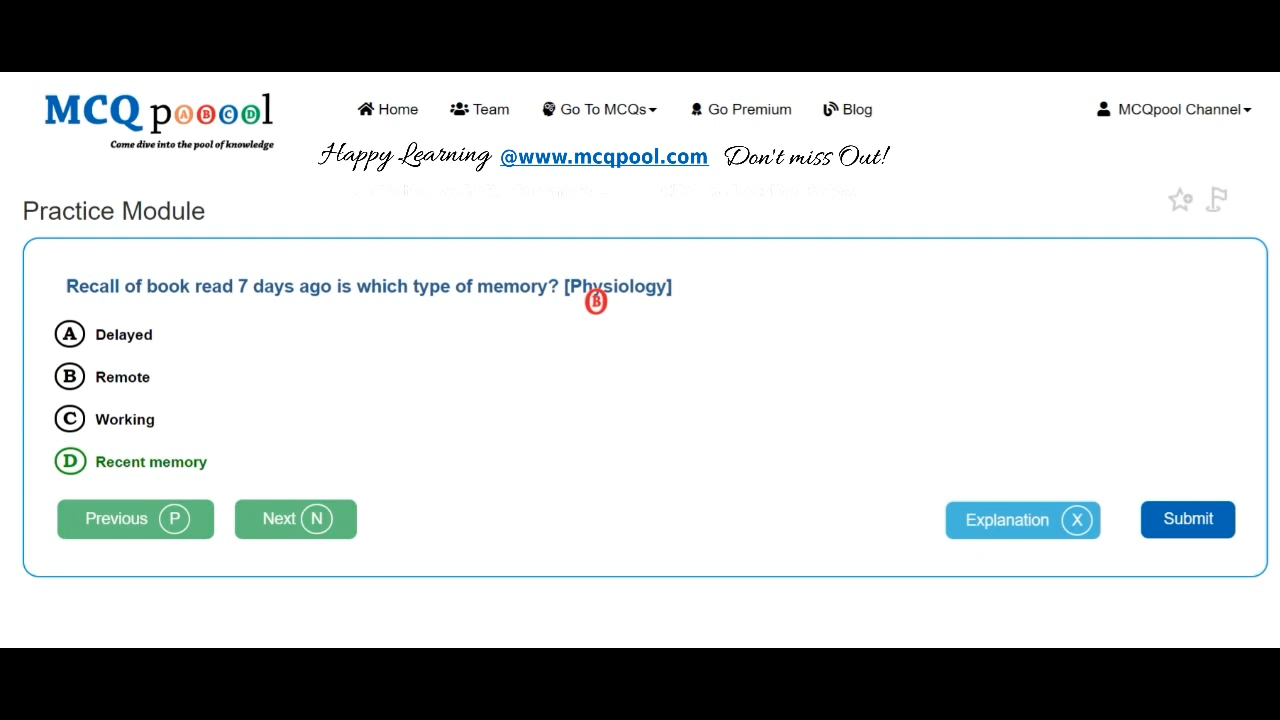 MCQ pooool
Come dive into the pool of knowledge
Home Team Go To MCQs Go Premium Blog MCQpool Channel
Happy Learning @www.mcqpool.com Don't miss Out!
Practice Module
Recall of book read 7 days ago is which type of memory? [Physiology]
B
A Delayed
B Remote
C Working
D Recent memory
Previous P Next N Explanation X Submit